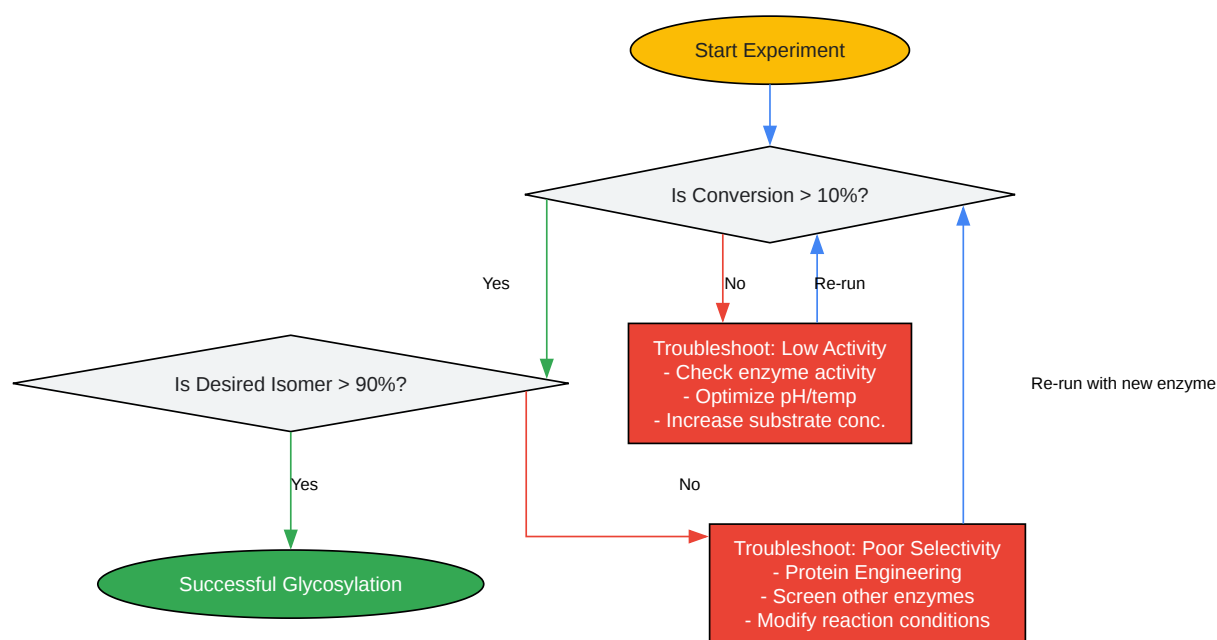 Start Experiment
Is Conversion > 10%?
Yes
No
Re-run
Troubleshoot: Low Activity
- Check enzyme activity
- Optimize pH/temp
- Increase substrate conc.
Is Desired Isomer > 90%?
Re-run with new enzyme
Yes
No
Troubleshoot: Poor Selectivity
- Protein Engineering
- Screen other enzymes
- Modify reaction conditions
Successful Glycosylation